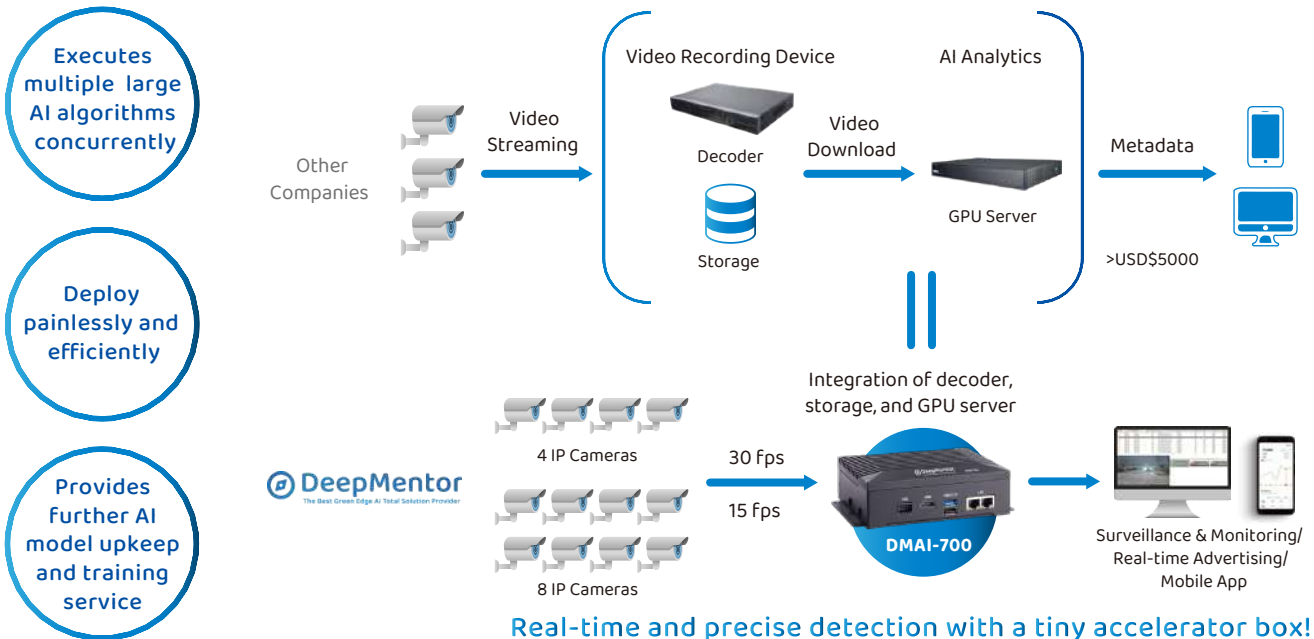 Executes
multiple large
AI algorithms
concurrently
Deploy
painlessly and
efficiently
Provides
further AI
model upkeep
and training
service
Other
Companies
Video
Streaming
Video Recording Device
Decoder
Storage
Video
Download
AI Analytics
GPU Server
Metadata
>USD$5000
DeepMentor
The Best Green Edge AI Total Solution Provider
4 IP Cameras
8 IP Cameras
30 fps
15 fps
Integration of decoder,
storage, and GPU server
DeepMentor
DMAI-700
Surveillance & Monitoring/
Real-time Advertising/
Mobile App
Real-time and precise detection with a tiny accelerator box!